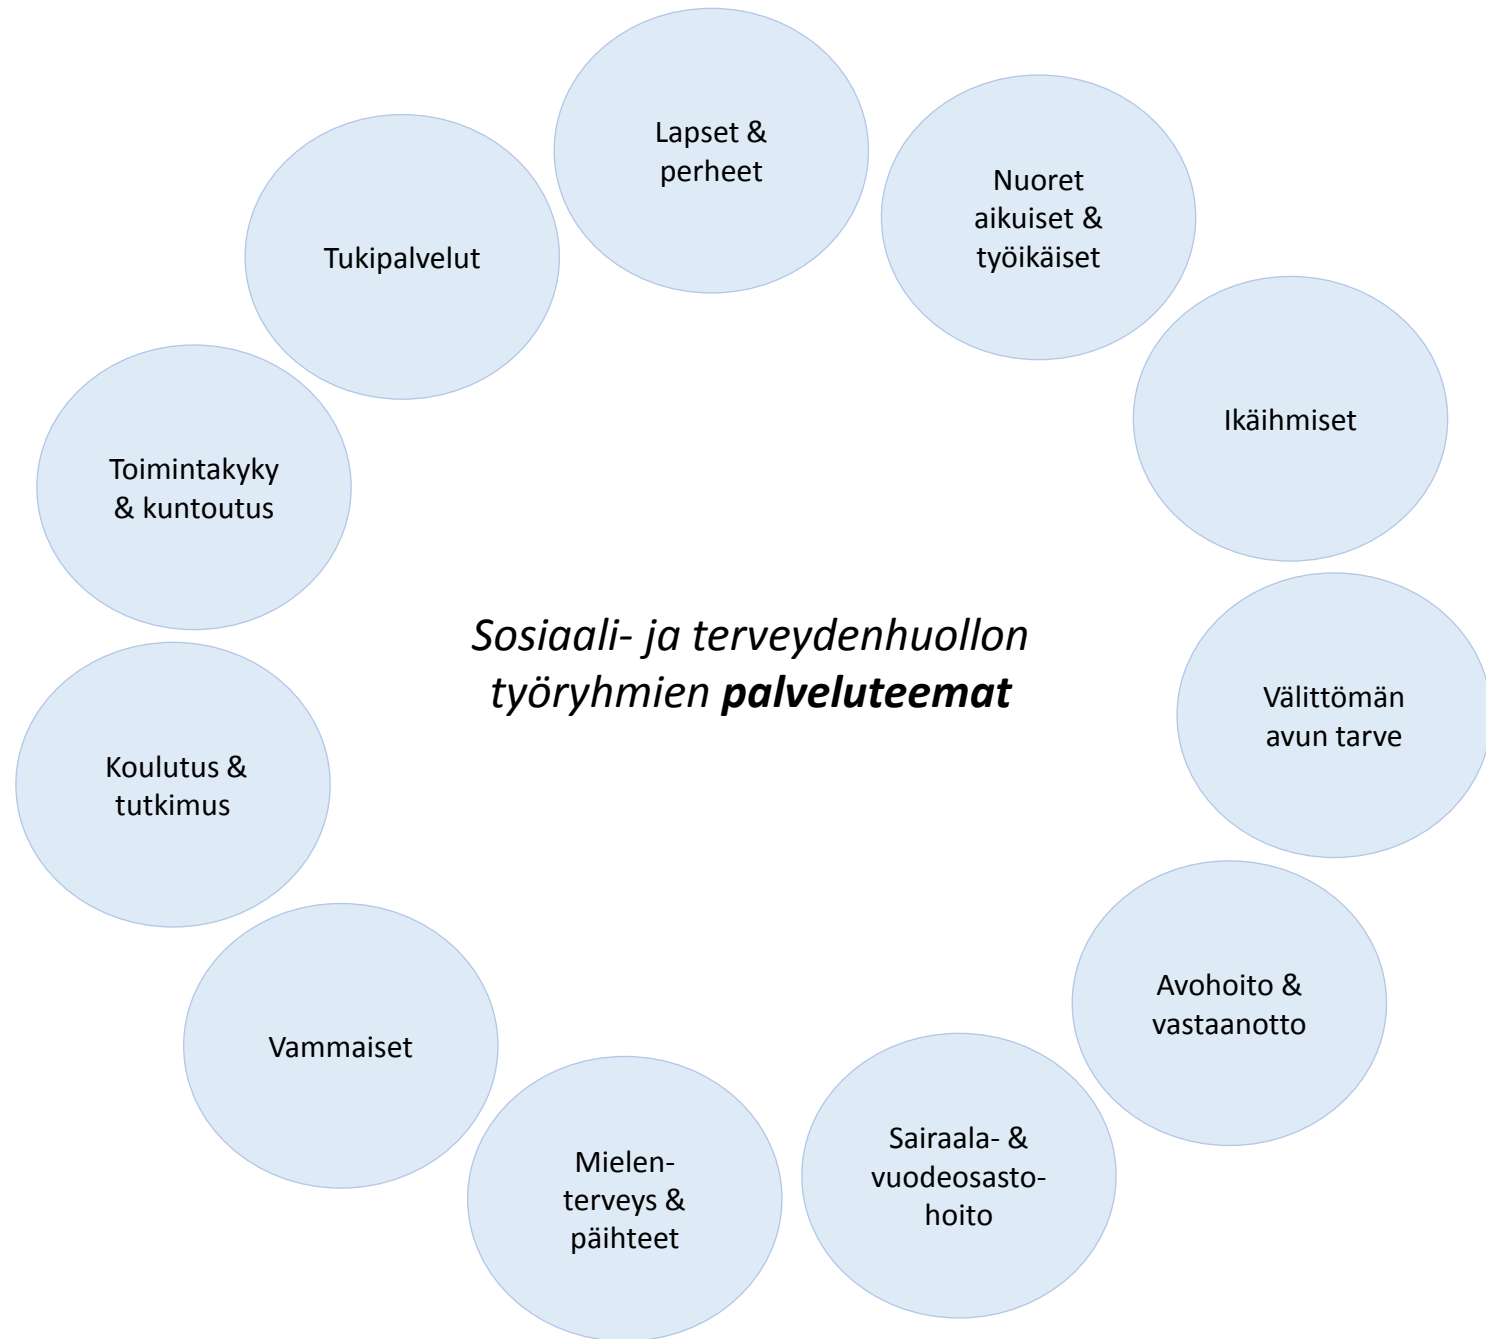 Lapset &
perheet
Nuoret
aikuiset &
työikäiset
Ikäihmiset
Välittömän
avun tarve
Avohoito &
vastaanotto
Sairaala- &
vuodeosasto-
hoito
Mielen-
terveys &
päihteet
Vammaiset
Koulutus &
tutkimus
Toimintakyky
& kuntoutus
Tukipalvelut
Sosiaali- ja terveydenhuollon
työryhmien palveluteemat